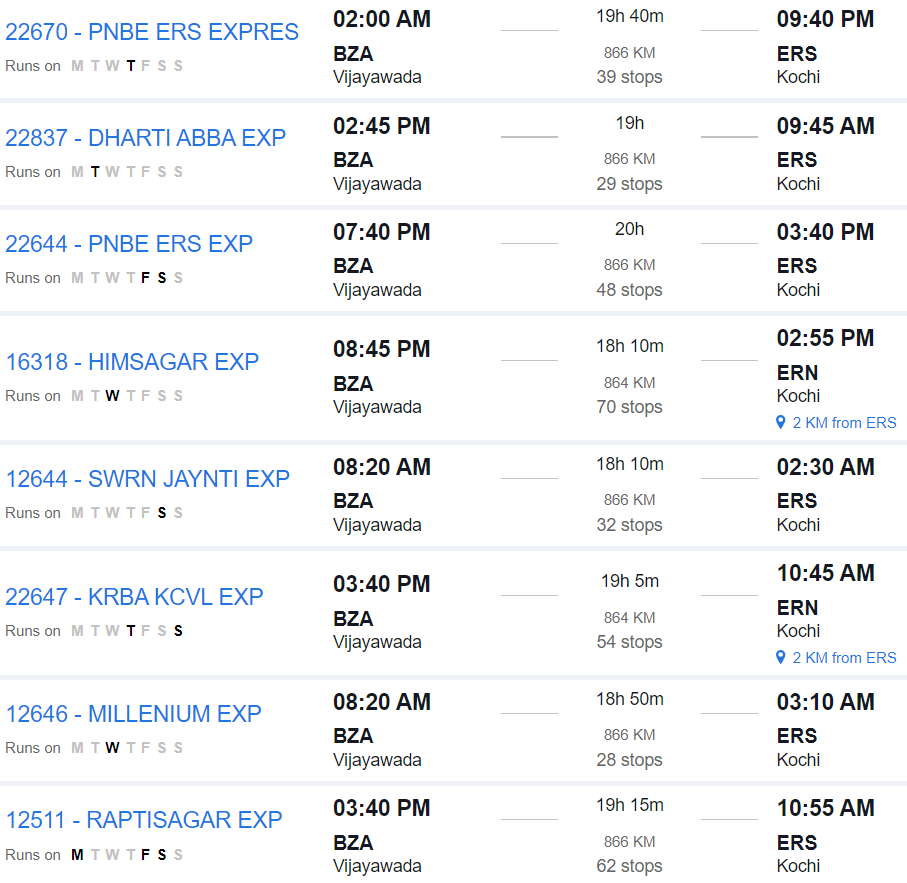 22670 - PNBE ERS EXPRES 02:00 AM 19h 40m 09:40 PM
BZA 866 KM ERS
Runs on M T W T F S S Vijayawada 39 stops Kochi
22837 - DHARTI ABBA EXP 02:45 PM 19h 09:45 AM
BZA 866 KM ERS
Runs on M T W T F S S Vijayawada 29 stops Kochi
22644 - PNBE ERS EXP 07:40 PM 20h 03:40 PM
BZA 866 KM ERS
Runs on M T W T F S S Vijayawada 48 stops Kochi
16318 - HIMSAGAR EXP 08:45 PM 18h 10m 02:55 PM
BZA 864 KM ERN
Runs on M T W T F S S Vijayawada 70 stops Kochi
2 KM from ERS
12644 - SWRN JAYNTI EXP 08:20 AM 18h 10m 02:30 AM
BZA 866 KM ERS
Runs on M T W T F S S Vijayawada 32 stops Kochi
22647 - KRBA KCVL EXP 03:40 PM 19h 5m 10:45 AM
BZA 864 KM ERN
Runs on M T W T F S S Vijayawada 54 stops Kochi
2 KM from ERS
12646 - MILLENIUM EXP 08:20 AM 18h 50m 03:10 AM
BZA 866 KM ERS
Runs on M T W T F S S Vijayawada 28 stops Kochi
12511 - RAPTISAGAR EXP 03:40 PM 19h 15m 10:55 AM
BZA 866 KM ERS
Runs on M T W T F S S Vijayawada 62 stops Kochi